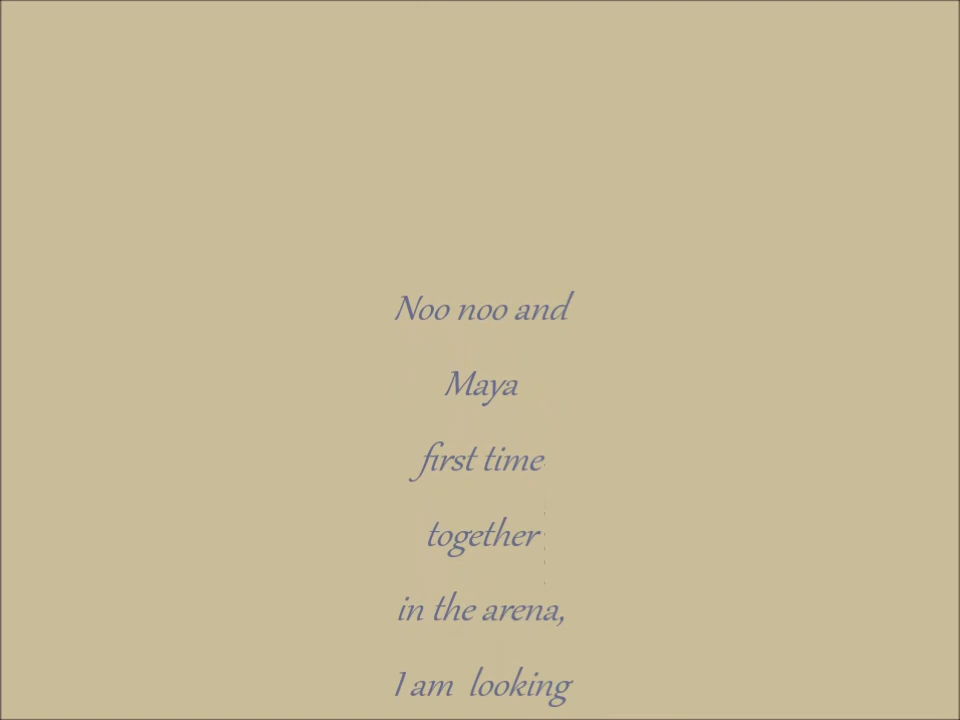 Noo noo and
Maya
first time
together
in the arena,
I am  looking